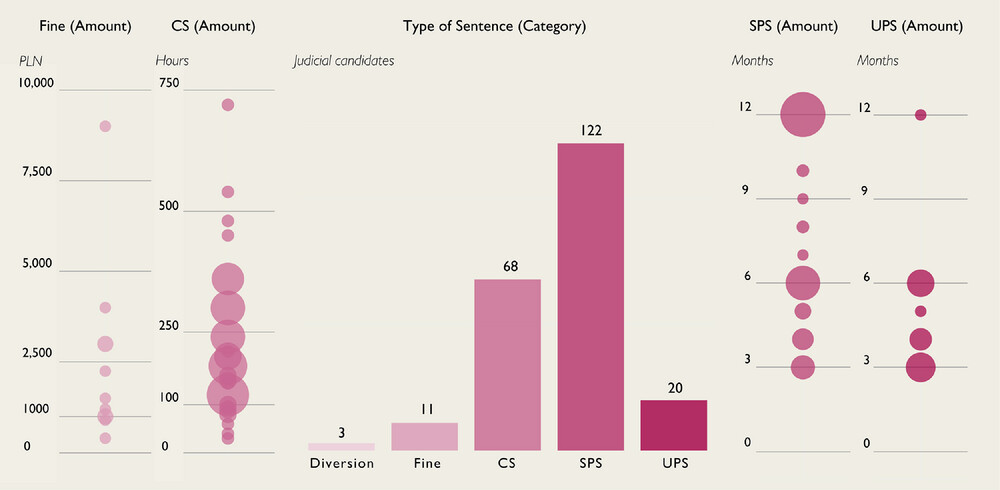 Fine (Amount)
PLN
10,000
7,500
5,000
2,500
1000
0
CS (Amount)
Hours
750
500
250
100
0
Type of Sentence (Category)
Judicial candidates
3
11
68
122
20
Diversion
Fine
CS
SPS
UPS
SPS (Amount)
Months
12
9
6
3
0
UPS (Amount)
Months
12
9
6
3
0